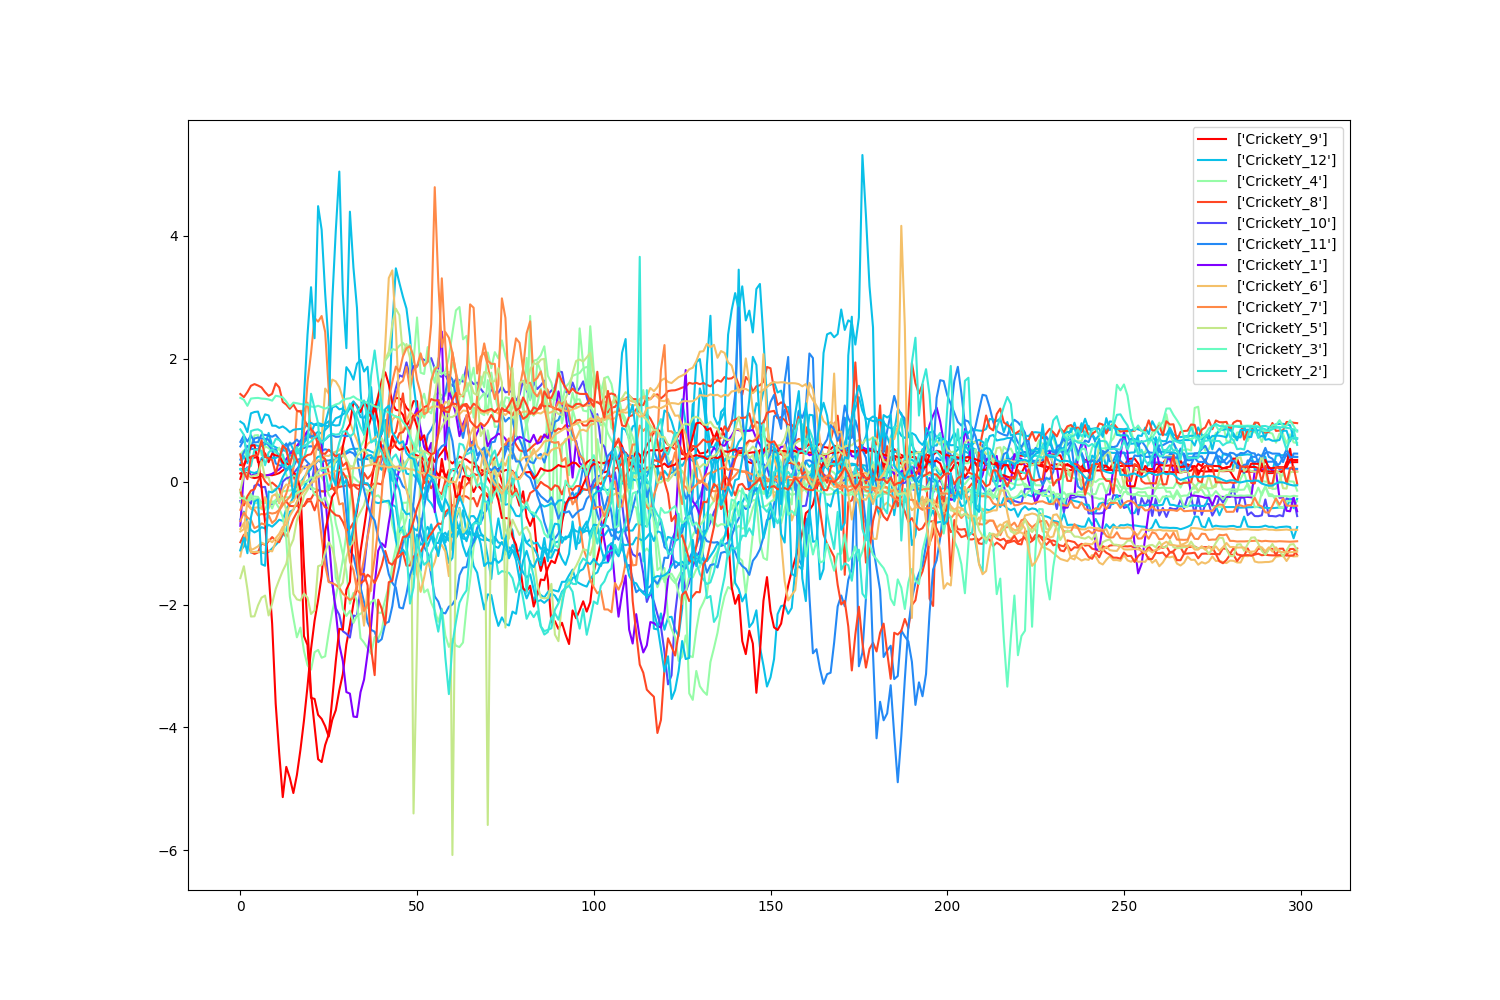 ['CricketY_9']
['CricketY_12']
['CricketY_4']
['CricketY_8']
['CricketY_10']
['CricketY_11']
['CricketY_1']
['CricketY_6']
['CricketY_7']
['CricketY_5']
['CricketY_3']
['CricketY_2']
4
2
0
−2
−4
−6
0 50 100 150 200 250 300